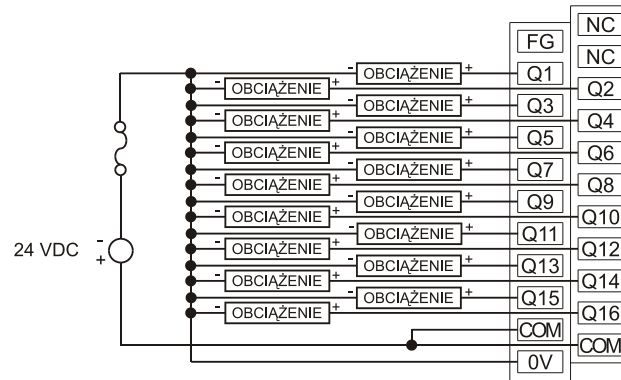 NC
FG
NC
- OBCIĄŻENIE + Q1
- OBCIĄŻENIE + Q2
- OBCIĄŻENIE + Q3
- OBCIĄŻENIE + Q4
- OBCIĄŻENIE + Q5
- OBCIĄŻENIE + Q6
- OBCIĄŻENIE + Q7
- OBCIĄŻENIE + Q8
- OBCIĄŻENIE + Q9
- OBCIĄŻENIE + Q10
- OBCIĄŻENIE + Q11
24 VDC - +
- OBCIĄŻENIE + Q12
- OBCIĄŻENIE + Q13
- OBCIĄŻENIE + Q14
- OBCIĄŻENIE + Q15
- OBCIĄŻENIE + Q16
COM
COM
0V